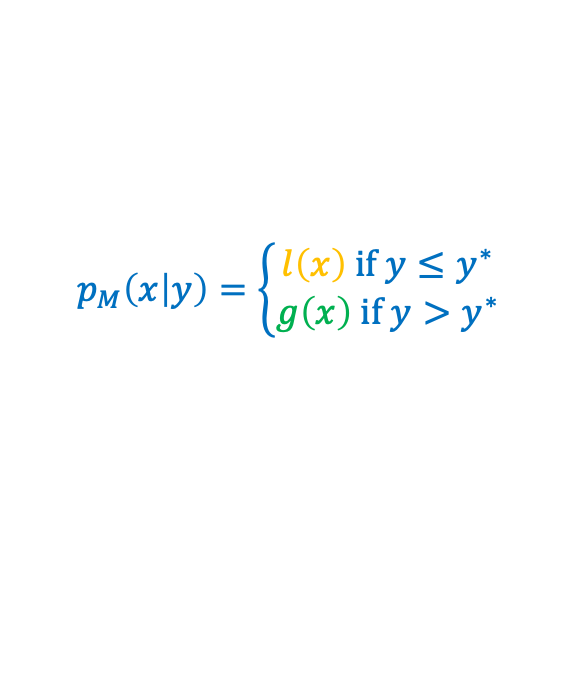 p_M(x|y) = { l(x) if y ≤ y*
g(x) if y > y*